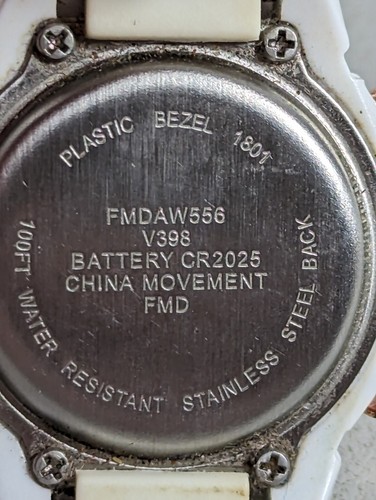 PLASTIC BEZEL 1801
FMDAW556
V398
BATTERY CR2025
CHINA MOVEMENT
FMD
100FT WATER RESISTANT STAINLESS STEEL BACK